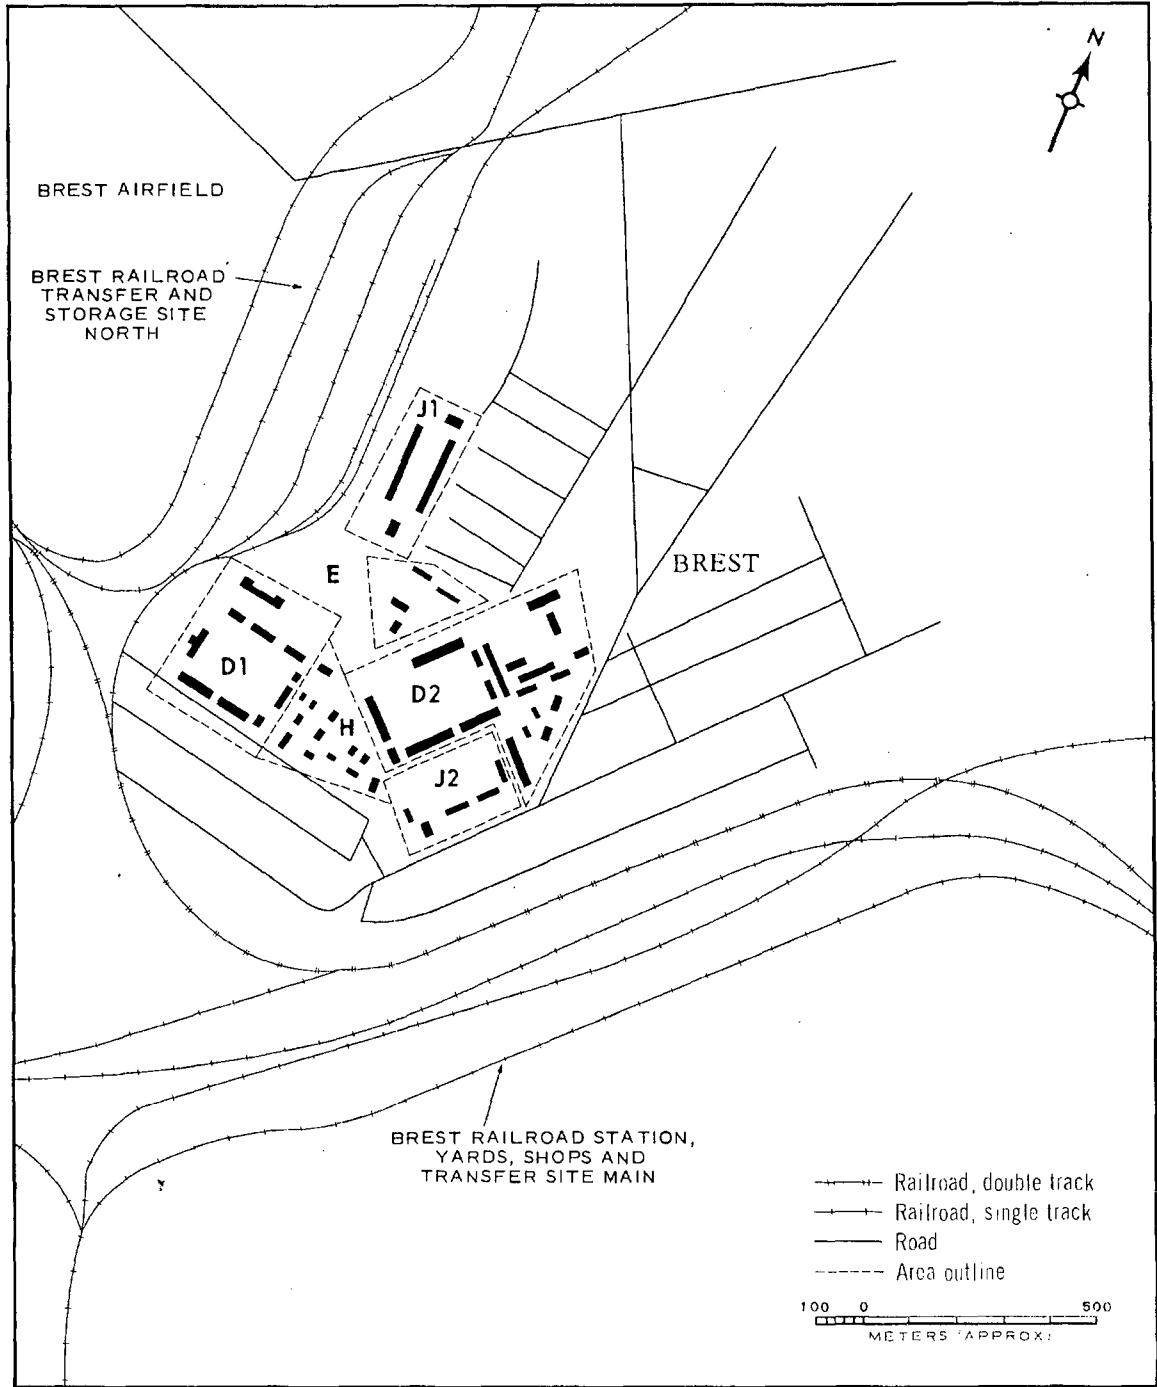 N
BREST AIRFIELD
BREST RAILROAD
TRANSFER AND
STORAGE SITE
NORTH
J1
E
BREST
D1
D2
H
J2
BREST RAILROAD STATION,
YARDS, SHOPS AND
TRANSFER SITE MAIN
Railroad, double track
Railroad, single track
Road
Area outline
100 0 500
METERS (APPROX)